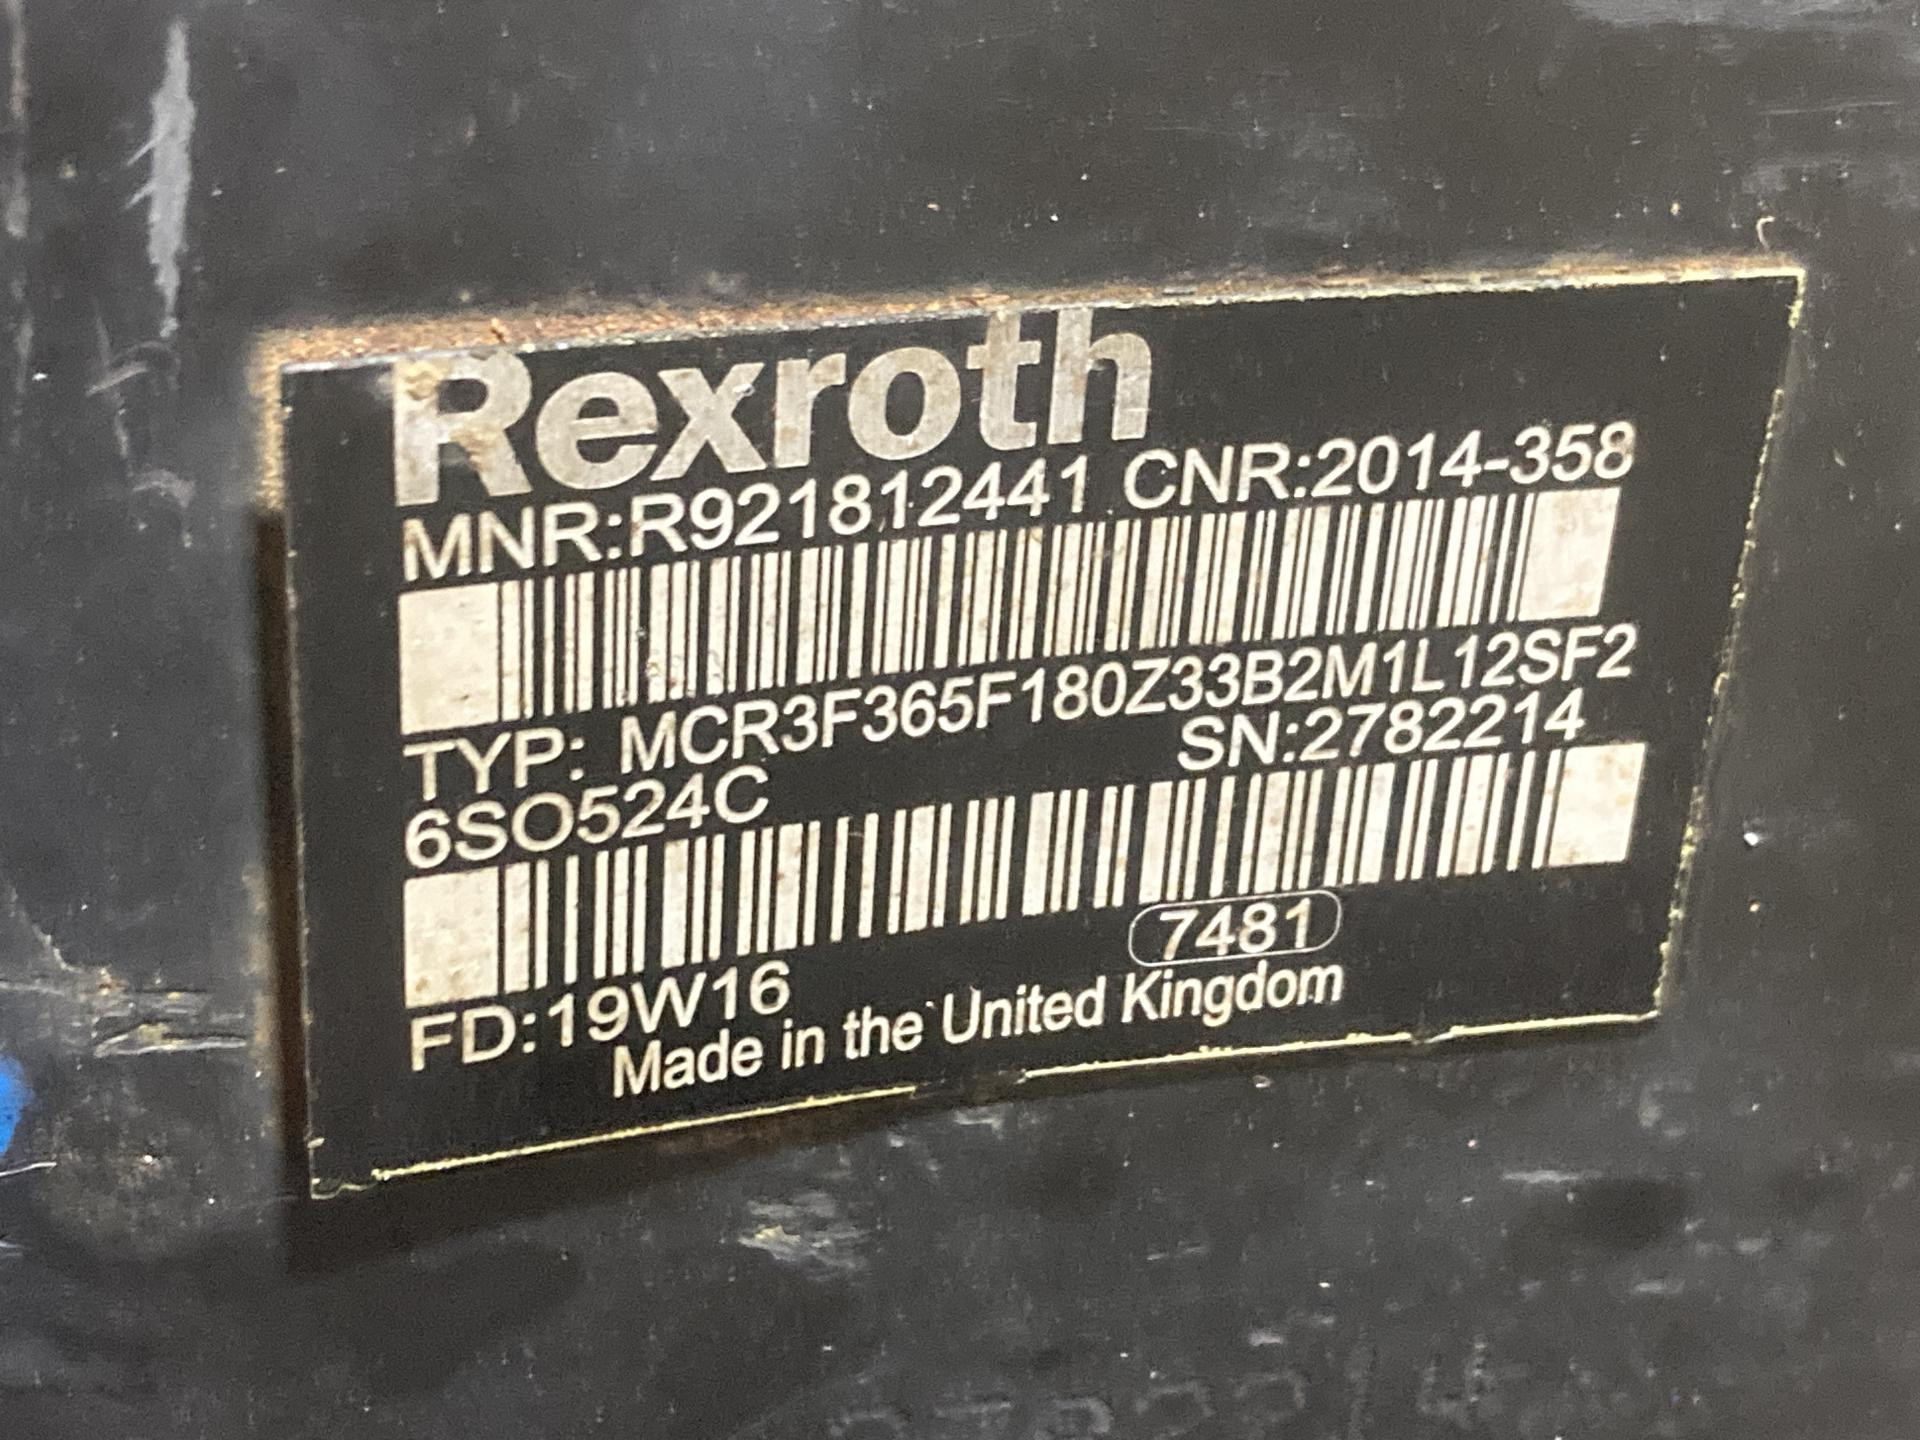 Rexroth
MNR:R921812441 CNR:2014-358
TYP: MCR3F365F180Z33B2M1L12SF2
6SO524C SN:2782214
7481
FD:19W16
Made in the United Kingdom